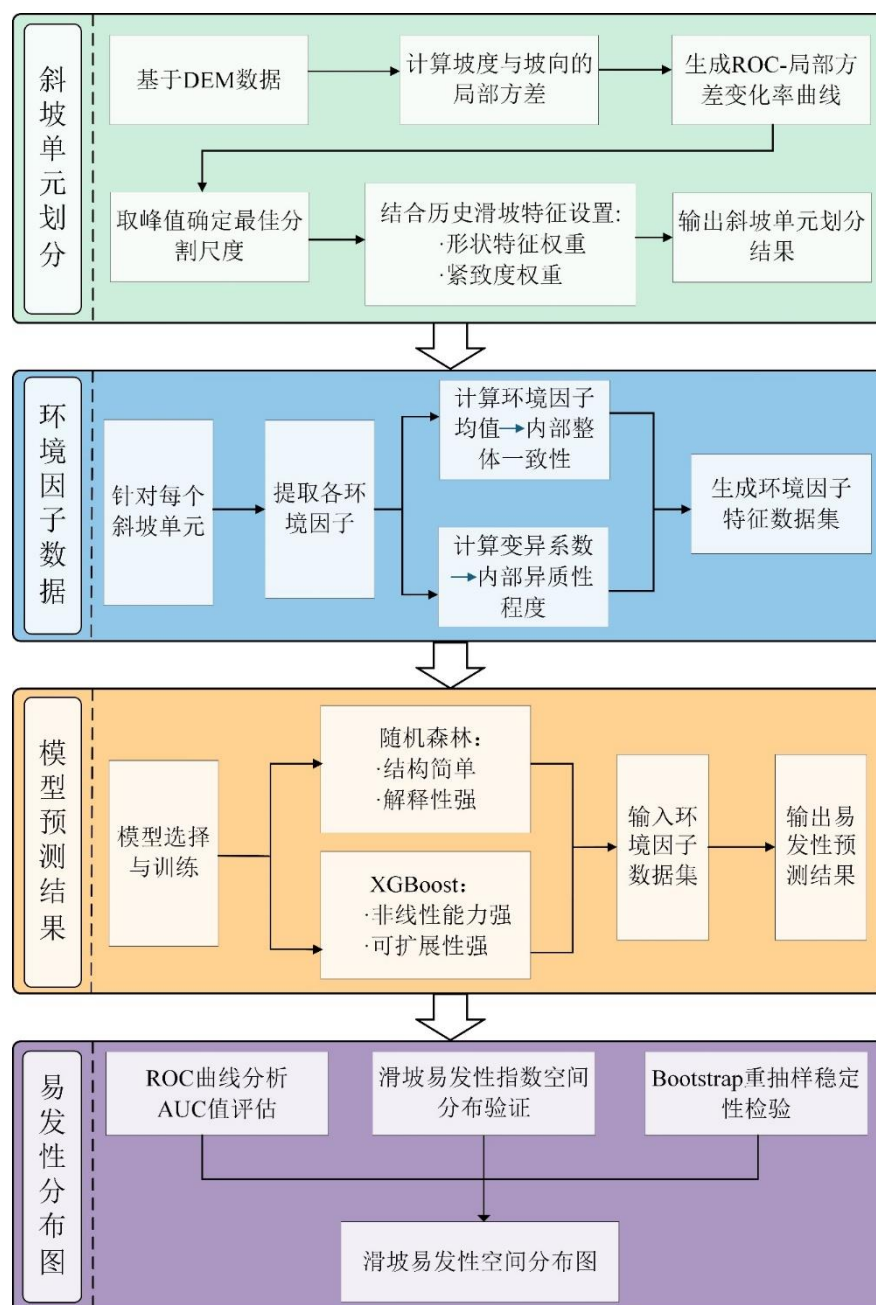 斜坡单元划分
基于DEM数据
计算坡度与坡向的
局部方差
生成ROC-局部方
差变化率曲线
取峰值确定最佳分
割尺度
结合历史滑坡特征设置:
·形状特征权重
·紧致度权重
输出斜坡单元划分
结果
环境因子数据
针对每个
斜坡单元
提取各环
境因子
计算环境因子
均值→内部整
体一致性
计算变异系数
→内部异质性
程度
生成环境因子
特征数据集
模型预测结果
模型选择
与训练
随机森林：
·结构简单
·解释性强
XGBoost：
·非线性能力强
·可扩展性强
输入环
境因子
数据集
输出易
发性预
测结果
易发性分布图
ROC曲线分析
AUC值评估
滑坡易发性指数空间
分布验证
Bootstrap重抽样稳定
性检验
滑坡易发性空间分布图